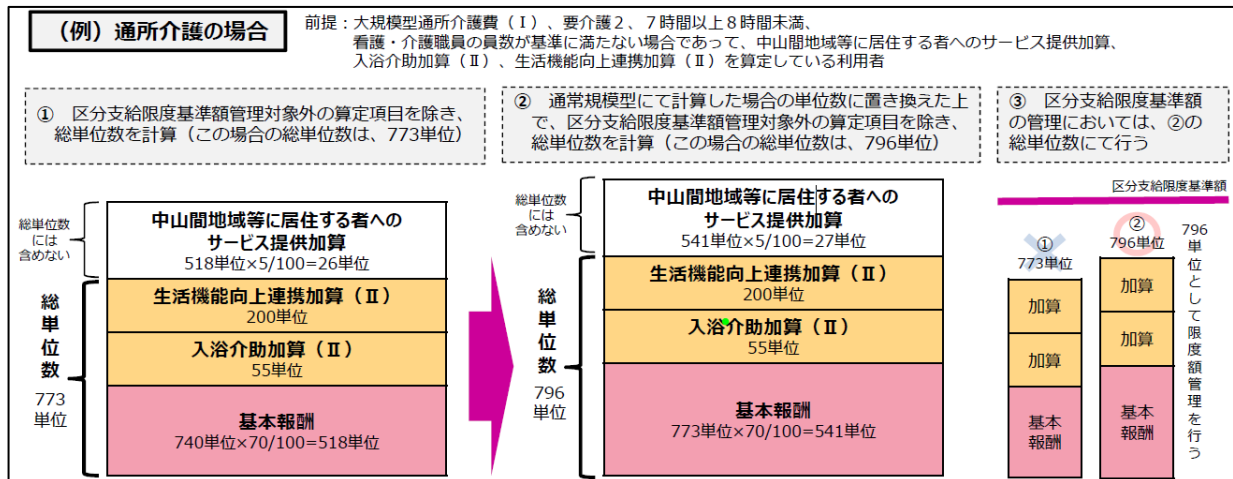 （例）通所介護の場合
前提：大規模型通所介護費（Ⅰ）、要介護２、７時間以上８時間未満、
看護・介護職員の員数が基準に満たない場合であって、中山間地域等に居住する者へのサービス提供加算、
入浴介助加算（Ⅱ）、生活機能向上連携加算（Ⅱ）を算定している利用者
① 区分支給限度基準額管理対象外の算定項目を除き、
総単位数を計算（この場合の総単位数は、773単位）
② 通常規模型にて計算した場合の単位数に置き換えた上
で、区分支給限度基準額管理対象外の算定項目を除き、
総単位数を計算（この場合の総単位数は、796単位）
③ 区分支給限度基準額
の管理においては、②の
総単位数にて行う
総単位数
には
含めない
中山間地域等に居住する者への
サービス提供加算
518単位×5/100＝26単位
生活機能向上連携加算（Ⅱ）
200単位
入浴介助加算（Ⅱ）
55単位
基本報酬
740単位×70/100＝518単位
総単位数
773
単位
総単位数
には
含めない
中山間地域等に居住する者への
サービス提供加算
541単位×5/100＝27単位
生活機能向上連携加算（Ⅱ）
200単位
入浴介助加算（Ⅱ）
55単位
基本報酬
773単位×70/100＝541単位
総単位数
796
単位
区分支給限度基準額
①
773単位
加算
加算
基本
報酬
②
796単位
加算
加算
基本
報酬
796単位として限度額管理を行う